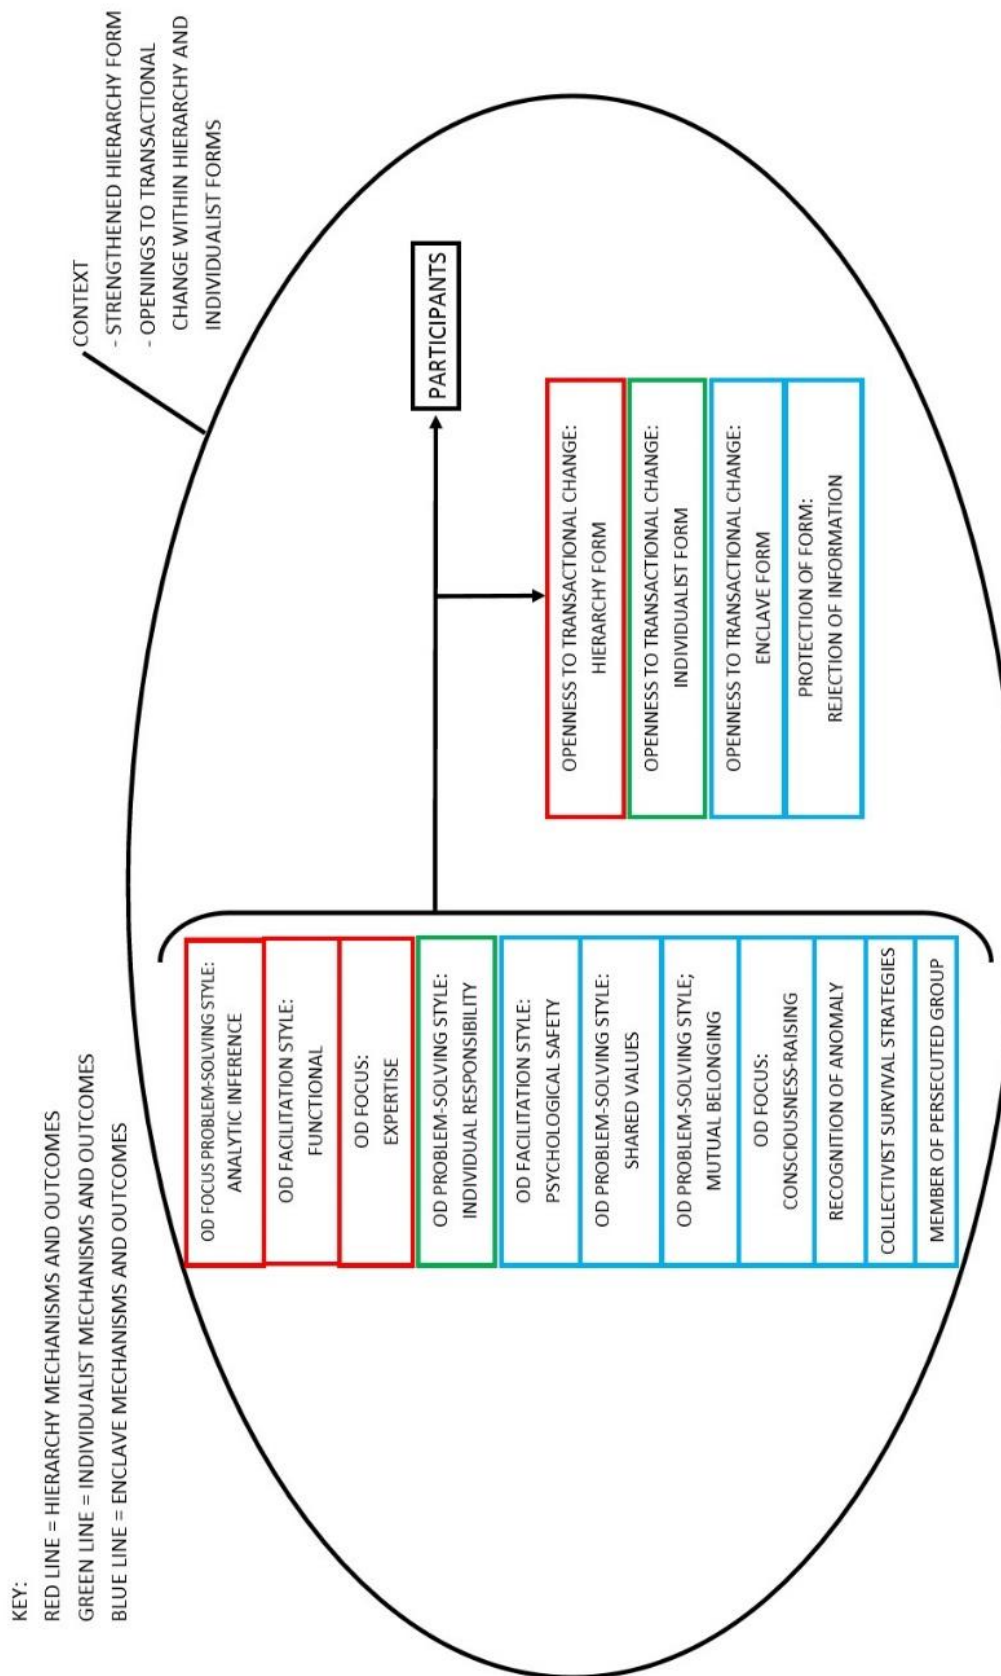 KEY:
RED LINE = HIERARCHY MECHANISMS AND OUTCOMES
GREEN LINE = INDIVIDUALIST MECHANISMS AND OUTCOMES
BLUE LINE = ENCLAVE MECHANISMS AND OUTCOMES
CONTEXT
- STRENGTHENED HIERARCHY FORM
- OPENINGS TO TRANSACTIONAL
CHANGE WITHIN HIERARCHY AND
INDIVIDUALIST FORMS
OD FOCUS PROBLEM-SOLVING STYLE:
ANALYTIC INFERENCE
OD FACILITATION STYLE:
FUNCTIONAL
OD FOCUS:
EXPERTISE
OD PROBLEM-SOLVING STYLE:
INDIVIDUAL RESPONSIBILITY
OD FACILITATION STYLE:
PSYCHOLOGICAL SAFETY
OD PROBLEM-SOLVING STYLE:
SHARED VALUES
OD PROBLEM-SOLVING STYLE;
MUTUAL BELONGING
OD FOCUS:
CONSCIOUSNESS-RAISING
RECOGNITION OF ANOMALY
COLLECTIVIST SURVIVAL STRATEGIES
MEMBER OF PERSECUTED GROUP
PARTICIPANTS
OPENNESS TO TRANSACTIONAL CHANGE:
HIERARCHY FORM
OPENNESS TO TRANSACTIONAL CHANGE:
INDIVIDUALIST FORM
OPENNESS TO TRANSACTIONAL CHANGE:
ENCLAVE FORM
PROTECTION OF FORM:
REJECTION OF INFORMATION